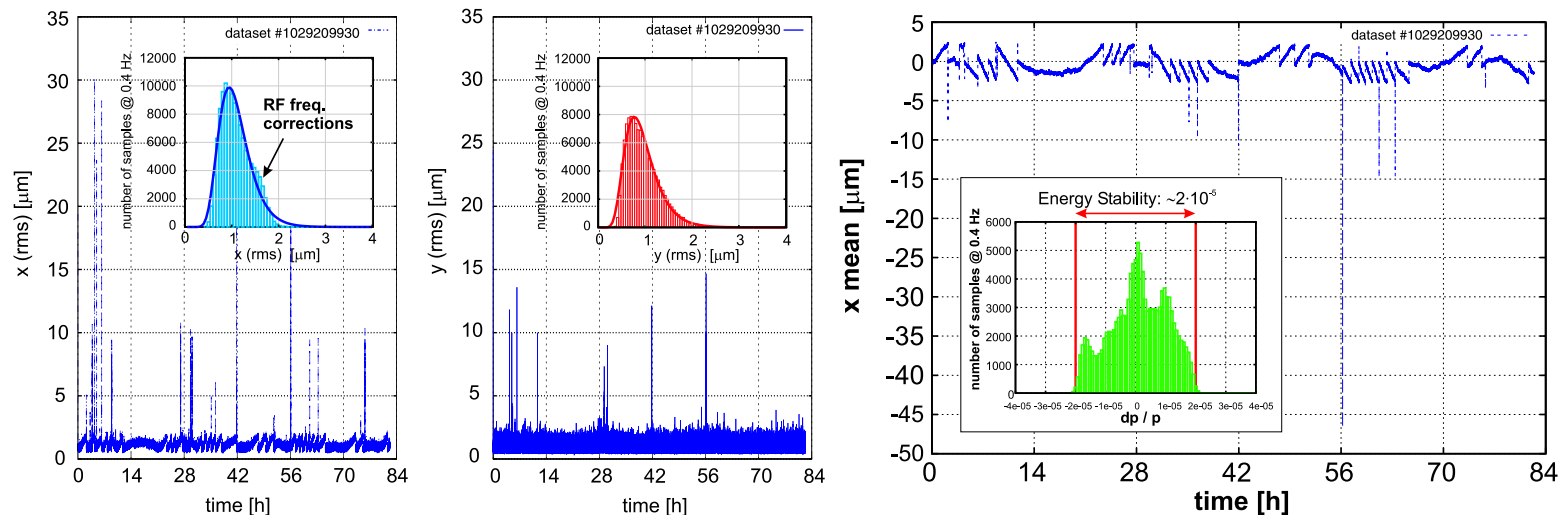 35
30
25
20
15
10
5
0
x (rms) [μm]
dataset #1029209930
12000
10000
8000
6000
4000
2000
0
number of samples @ 0.4 Hz
RF freq.
corrections
0 1 2 3 4
x (rms) [μm]
0 14 28 42 56 70 84
time [h]
35
30
25
20
15
10
5
0
y (rms) [μm]
dataset #1029209930
12000
10000
8000
6000
4000
2000
0
number of samples @ 0.4 Hz
0 1 2 3 4
y (rms) [μm]
0 14 28 42 56 70 84
time [h]
5
0
-5
-10
-15
-20
-25
-30
-35
-40
-45
-50
x mean [μm]
dataset #1029209930
Energy Stability: ~2·10⁻⁵
6000
5000
4000
3000
2000
1000
0
number of samples @ 0.4 Hz
-4e-05 -3e-05 -2e-05 -1e-05 0 1e-05 2e-05 3e-05 4e-05
dp / p
0 14 28 42 56 70 84
time [h]